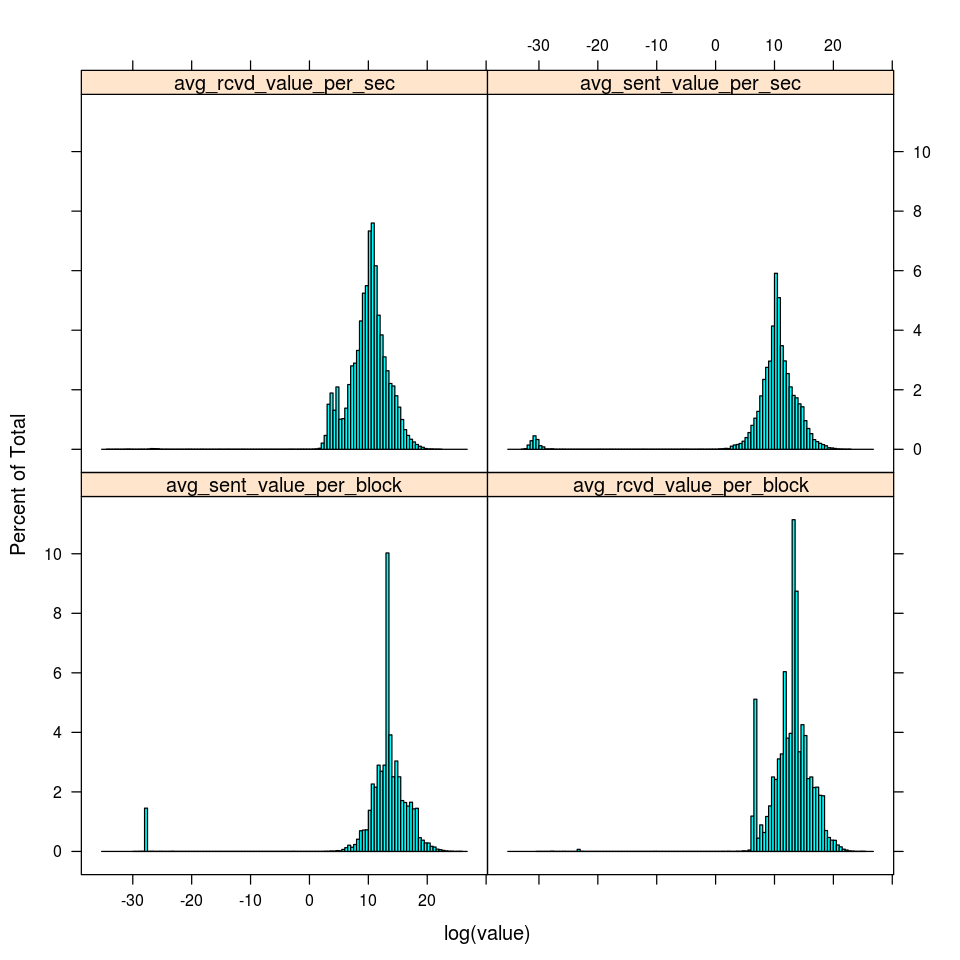 -30 -20 -10 0 10 20
avg_rcvd_value_per_sec
avg_sent_value_per_sec
10
8
6
4
2
0
avg_sent_value_per_block
avg_rcvd_value_per_block
10
8
6
4
2
0
-30 -20 -10 0 10 20
Percent of Total
log(value)